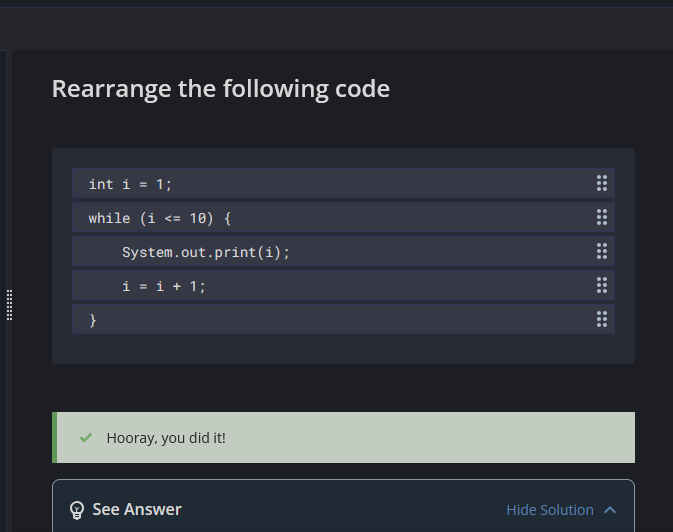 Rearrange the following code
int i = 1;
while (i <= 10) {
System.out.print(i);
i = i + 1;
}
Hooray, you did it!
See Answer
Hide Solution